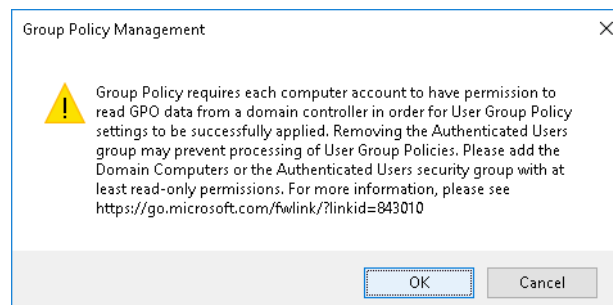 Group Policy Management
Group Policy requires each computer account to have permission to
read GPO data from a domain controller in order for User Group Policy
settings to be successfully applied. Removing the Authenticated Users
group may prevent processing of User Group Policies. Please add the
Domain Computers or the Authenticated Users security group with at
least read-only permissions. For more information, please see
https://go.microsoft.com/fwlink/?linkid=843010
OK
Cancel